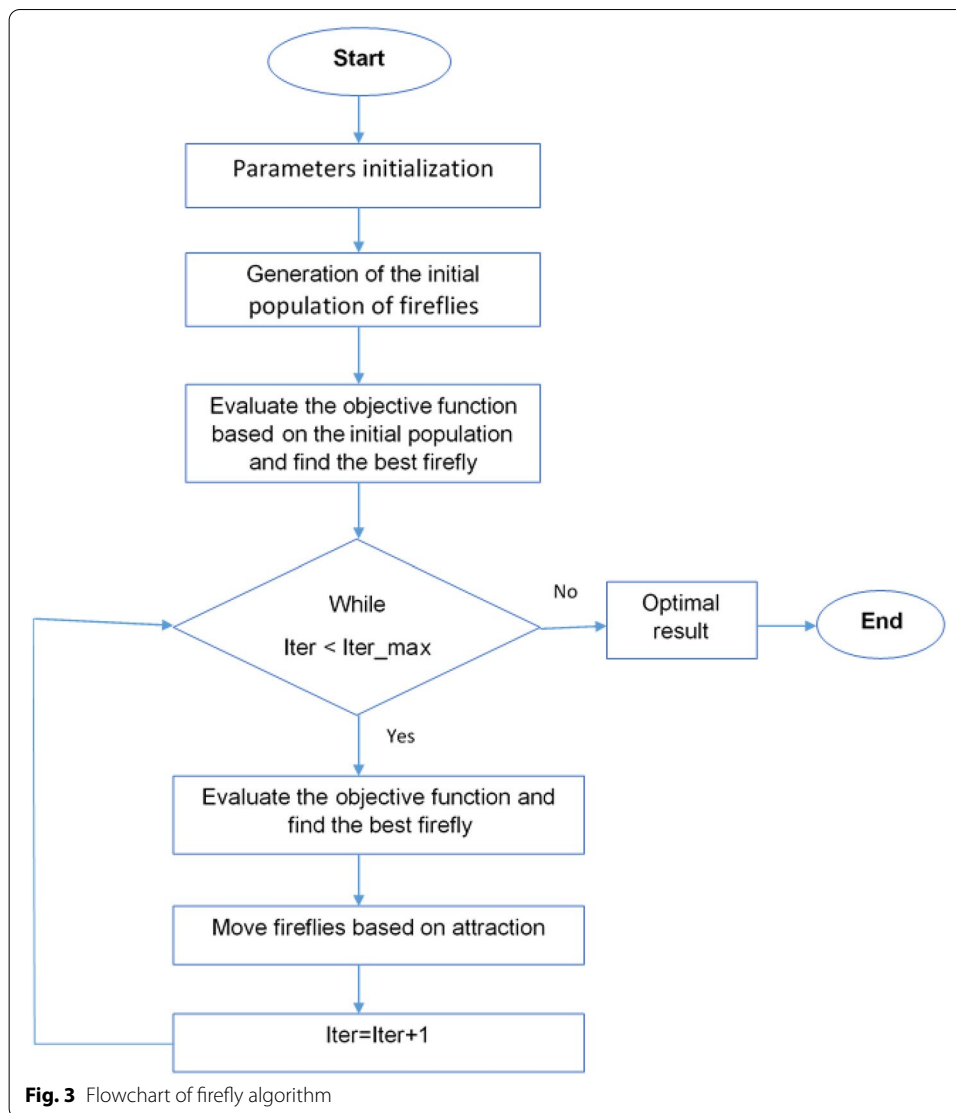 Start
Parameters initialization
Generation of the initial
population of fireflies
Evaluate the objective function
based on the initial population
and find the best firefly
While
Iter < Iter_max
No
Optimal
result
End
Yes
Evaluate the objective function and
find the best firefly
Move fireflies based on attraction
Iter=Iter+1
Fig. 3 Flowchart of firefly algorithm